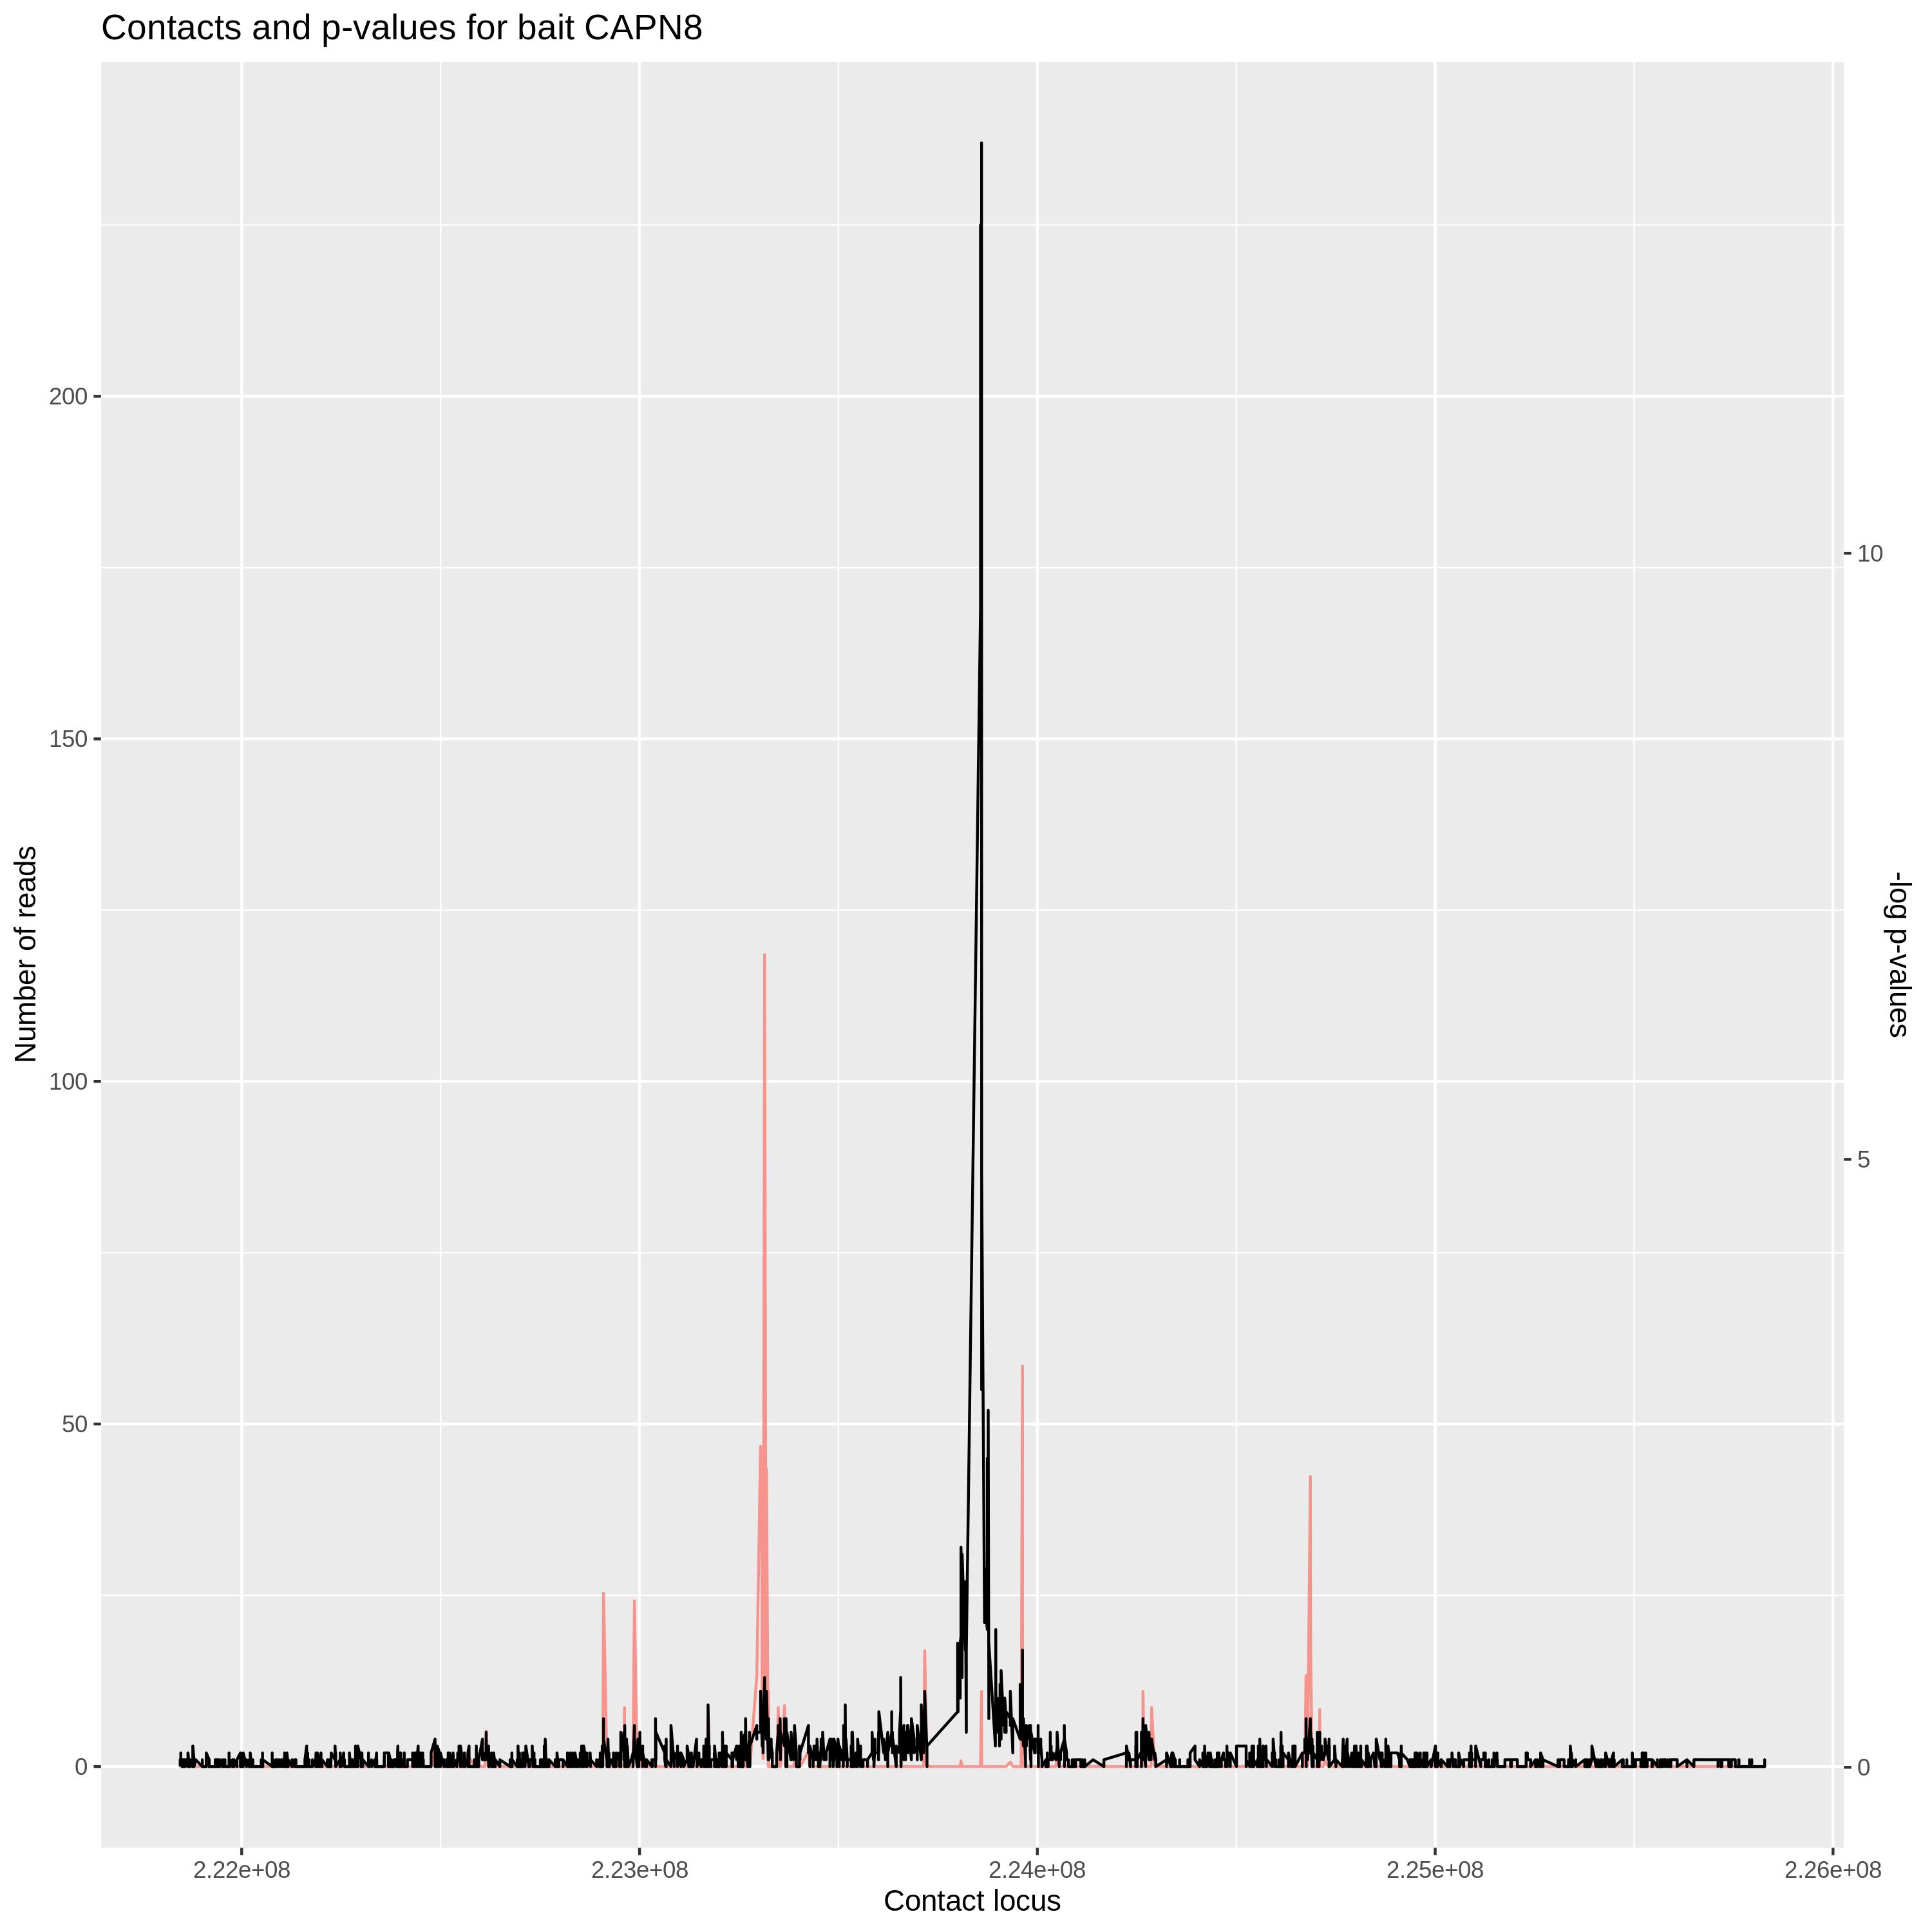 Contacts and p-values for bait CAPN8
Number of reads
200
150
100
50
0
10
5
0
-log p-values
2.22e+08
2.23e+08
2.24e+08
2.25e+08
2.26e+08
Contact locus